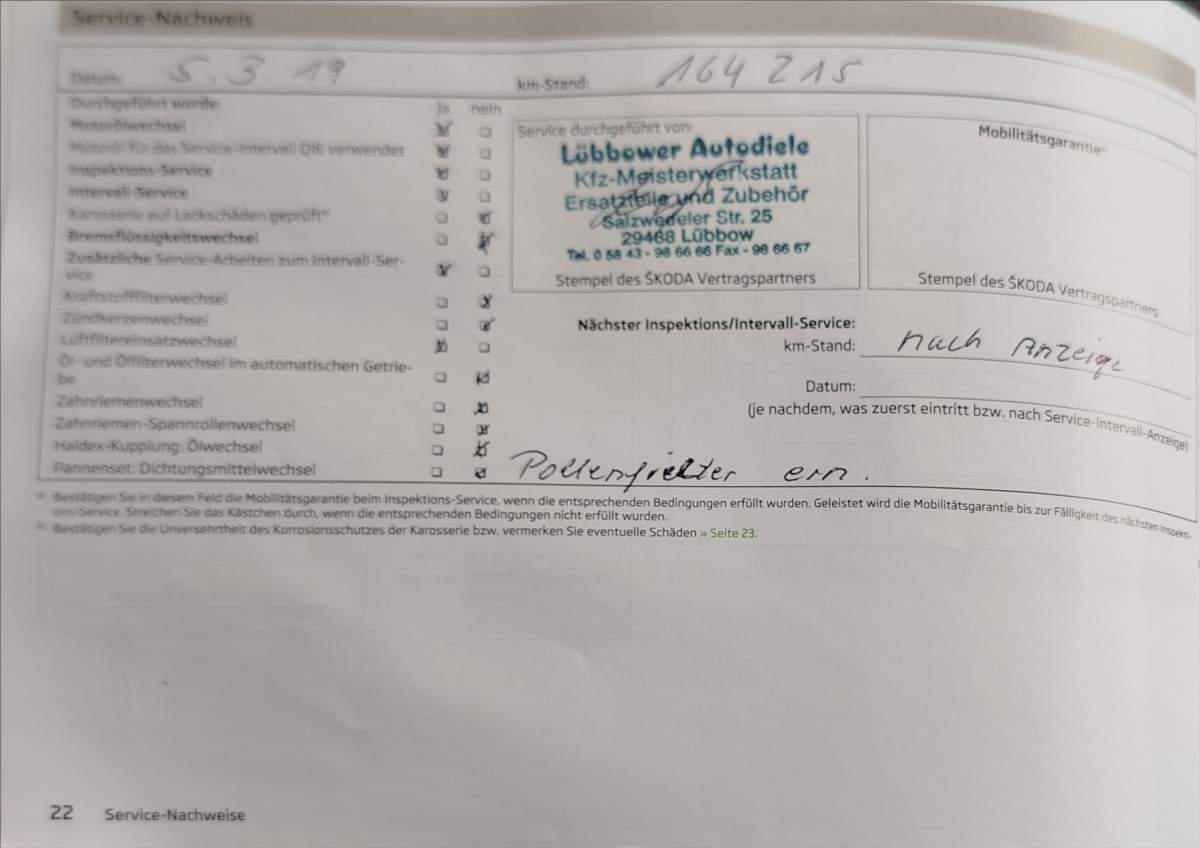 Service-Nachweis
Datum: 5.3.19
km-Stand: 164 215
Durchgeführt wurde: ja nein
Motorölwechsel
Motoröl für das Service-Intervall QI6 verwendet
Inspektions-Service
Intervall-Service
Karosserie auf Lackschäden geprüft b)
Bremsflüssigkeitswechsel
Zusätzliche Service-Arbeiten zum Intervall-Ser-
vice
Kraftstofffilterwechsel
Zündkerzenwechsel
Luftfiltereinsatzwechsel
Öl- und Ölfilterwechsel im automatischen Getrie-
be
Zahnriemenwechsel
Zahnriemen-Spannrollenwechsel
Haldex-Kupplung: Ölwechsel
Pannenset: Dichtungsmittelwechsel
Service durchgeführt von:
Lübbower Autodiele
Kfz-Meisterwerkstatt
Ersatzteile und Zubehör
Salzwedeler Str. 25
29468 Lübbow
Tel. 0 58 43 - 98 66 66 Fax - 98 66 67
Stempel des ŠKODA Vertragspartners
Mobilitätsgarantie a)
Stempel des ŠKODA Vertragspartners
Nächster Inspektions/Intervall-Service:
km-Stand: nach Anzeige
Datum:
(je nachdem, was zuerst eintritt bzw. nach Service-Intervall-Anzeige)
Pollenfielter ern.
a) Bestätigen Sie in diesem Feld die Mobilitätsgarantie beim Inspektions-Service, wenn die entsprechenden Bedingungen erfüllt wurden. Geleistet wird die Mobilitätsgarantie bis zur Fälligkeit des nächsten Inspekti-
ons-Service. Streichen Sie das Kästchen durch, wenn die entsprechenden Bedingungen nicht erfüllt wurden.
b) Bestätigen Sie die Unversehrtheit des Korrosionsschutzes der Karosserie bzw. vermerken Sie eventuelle Schäden » Seite 23.
22 Service-Nachweise